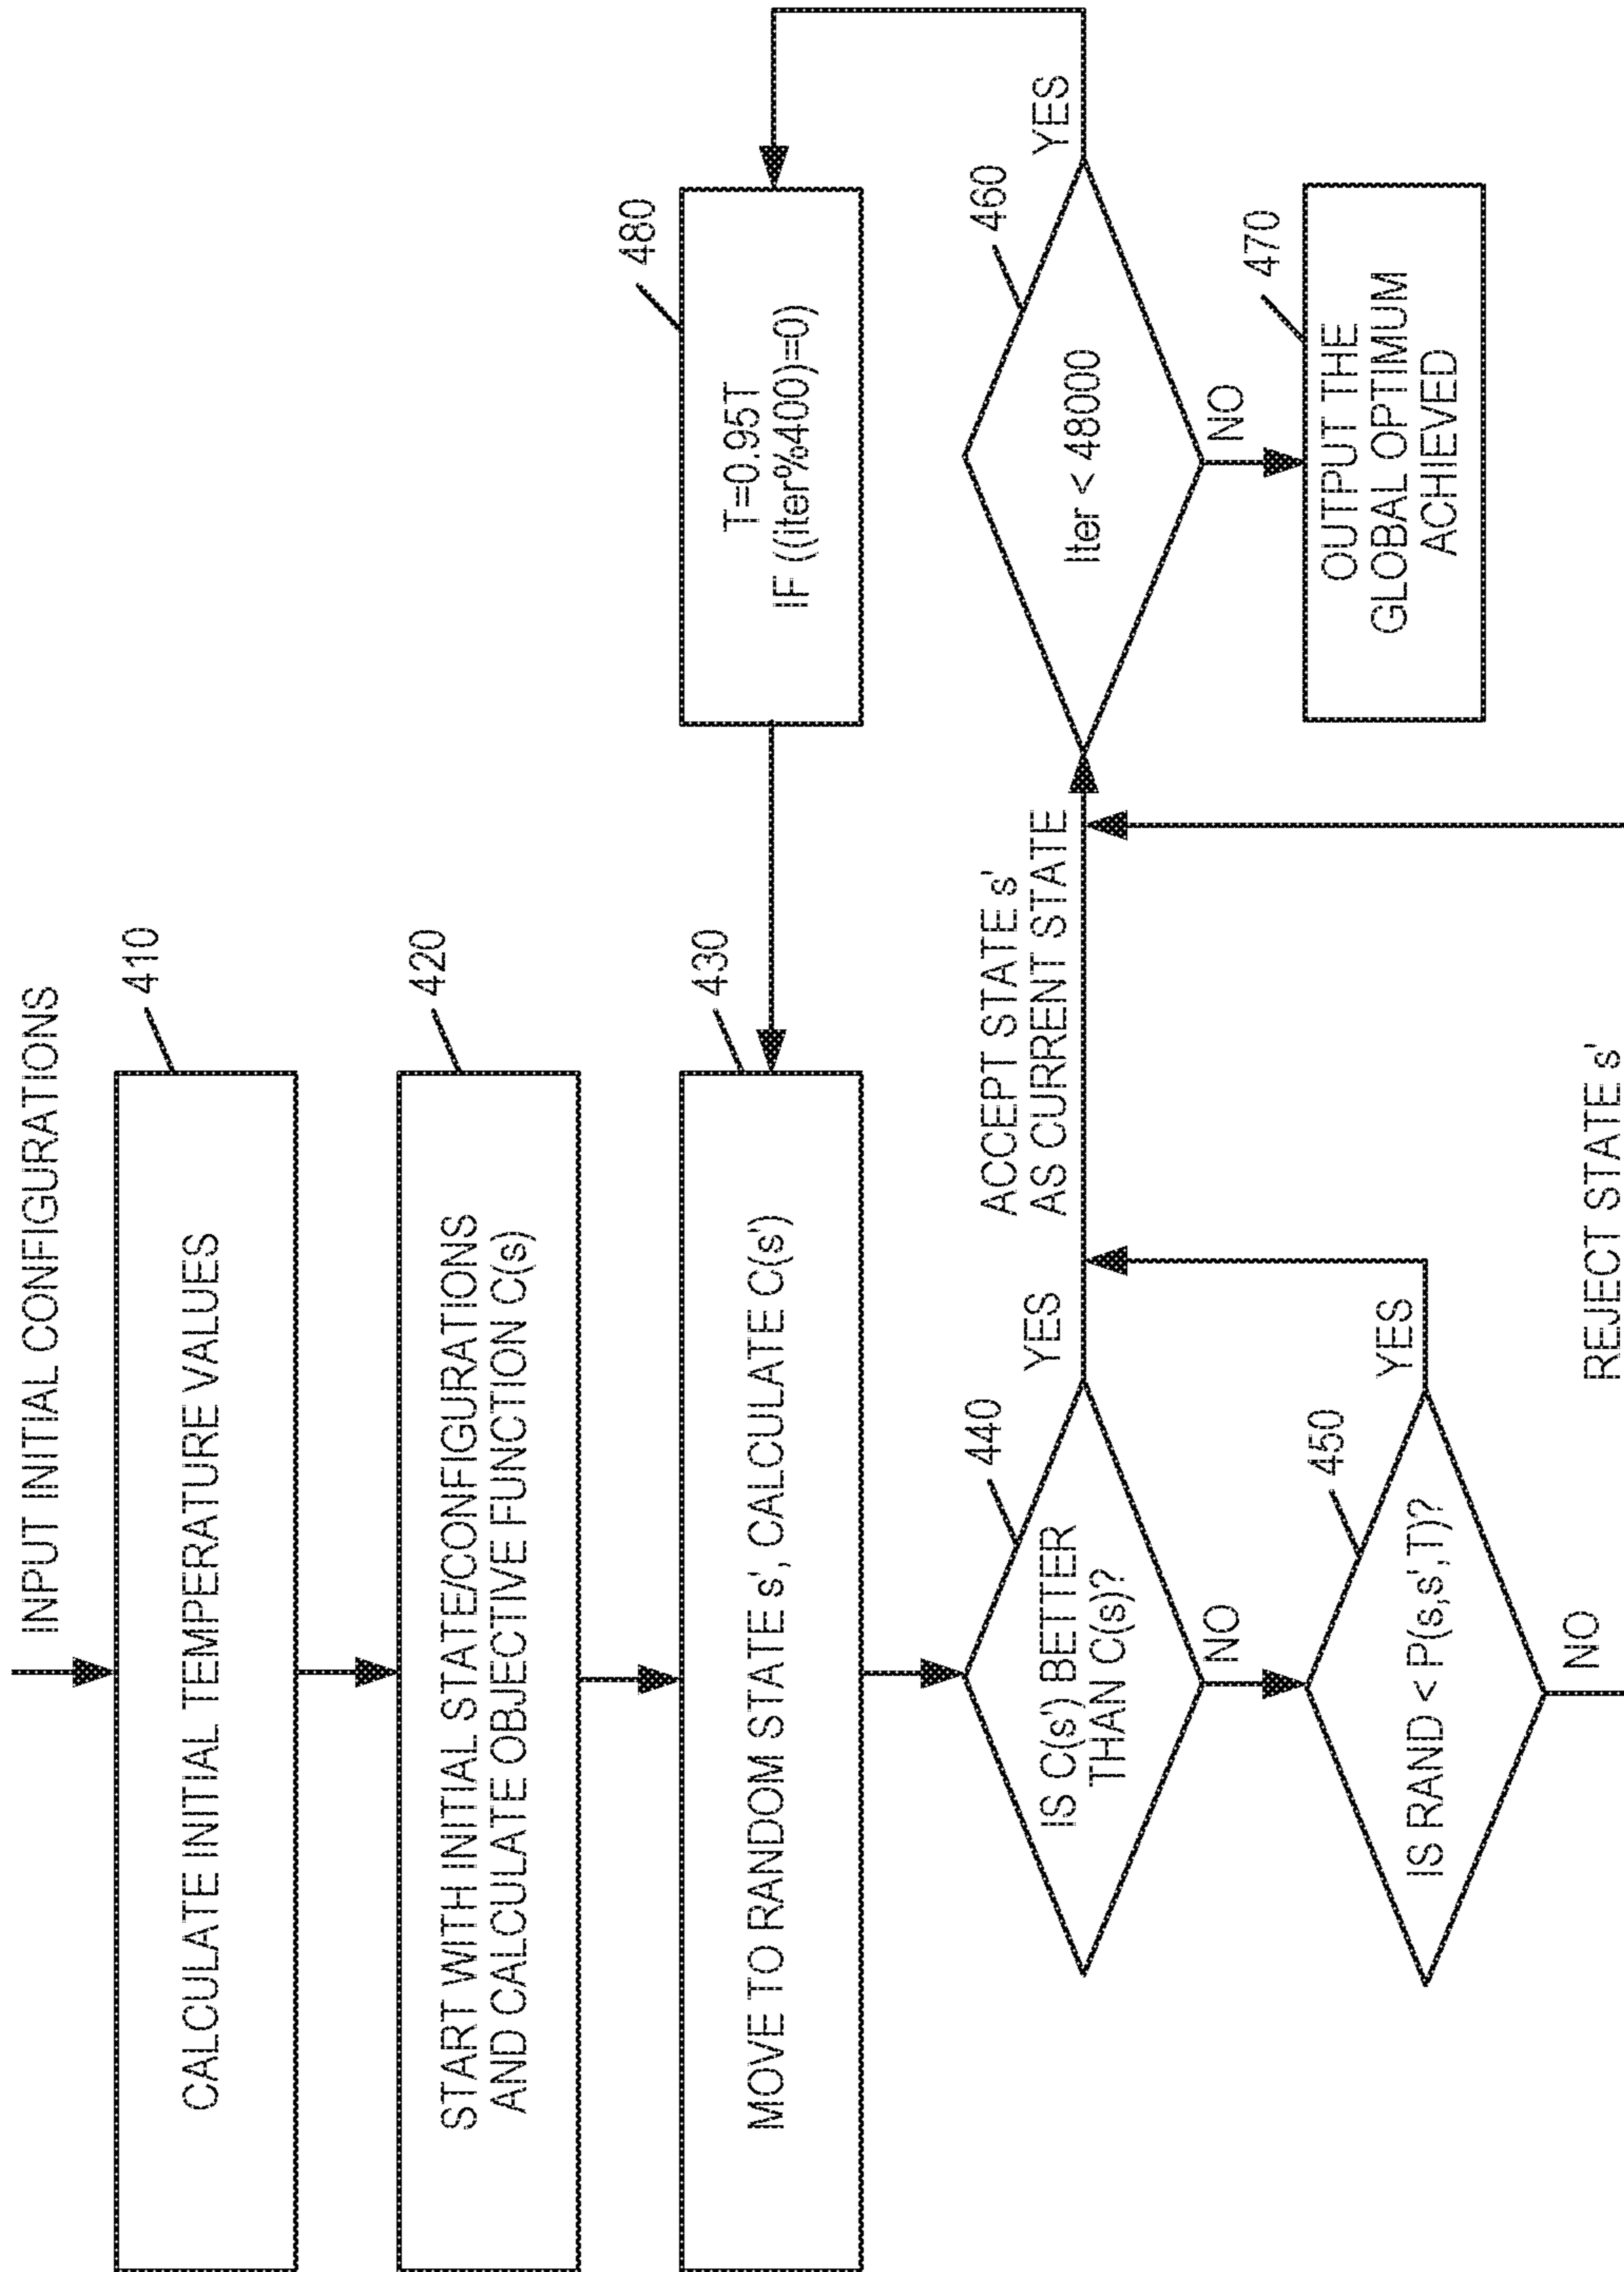 INPUT INITIAL CONFIGURATIONS
410
CALCULATE INITIAL TEMPERATURE VALUES
420
START WITH INITIAL STATE/CONFIGURATIONS
AND CALCULATE OBJECTIVE FUNCTION C(s)
430
MOVE TO RANDOM STATE s', CALCULATE C(s')
480
T=0.95T
IF ((iter%400)=0)
440
IS C(s') BETTER
THAN C(s)?
YES
NO
ACCEPT STATE s'
AS CURRENT STATE
460
Iter < 48000
YES
NO
450
IS RAND < P(s,s',T)?
YES
NO
REJECT STATE s'
470
OUTPUT THE
GLOBAL OPTIMUM
ACHIEVED